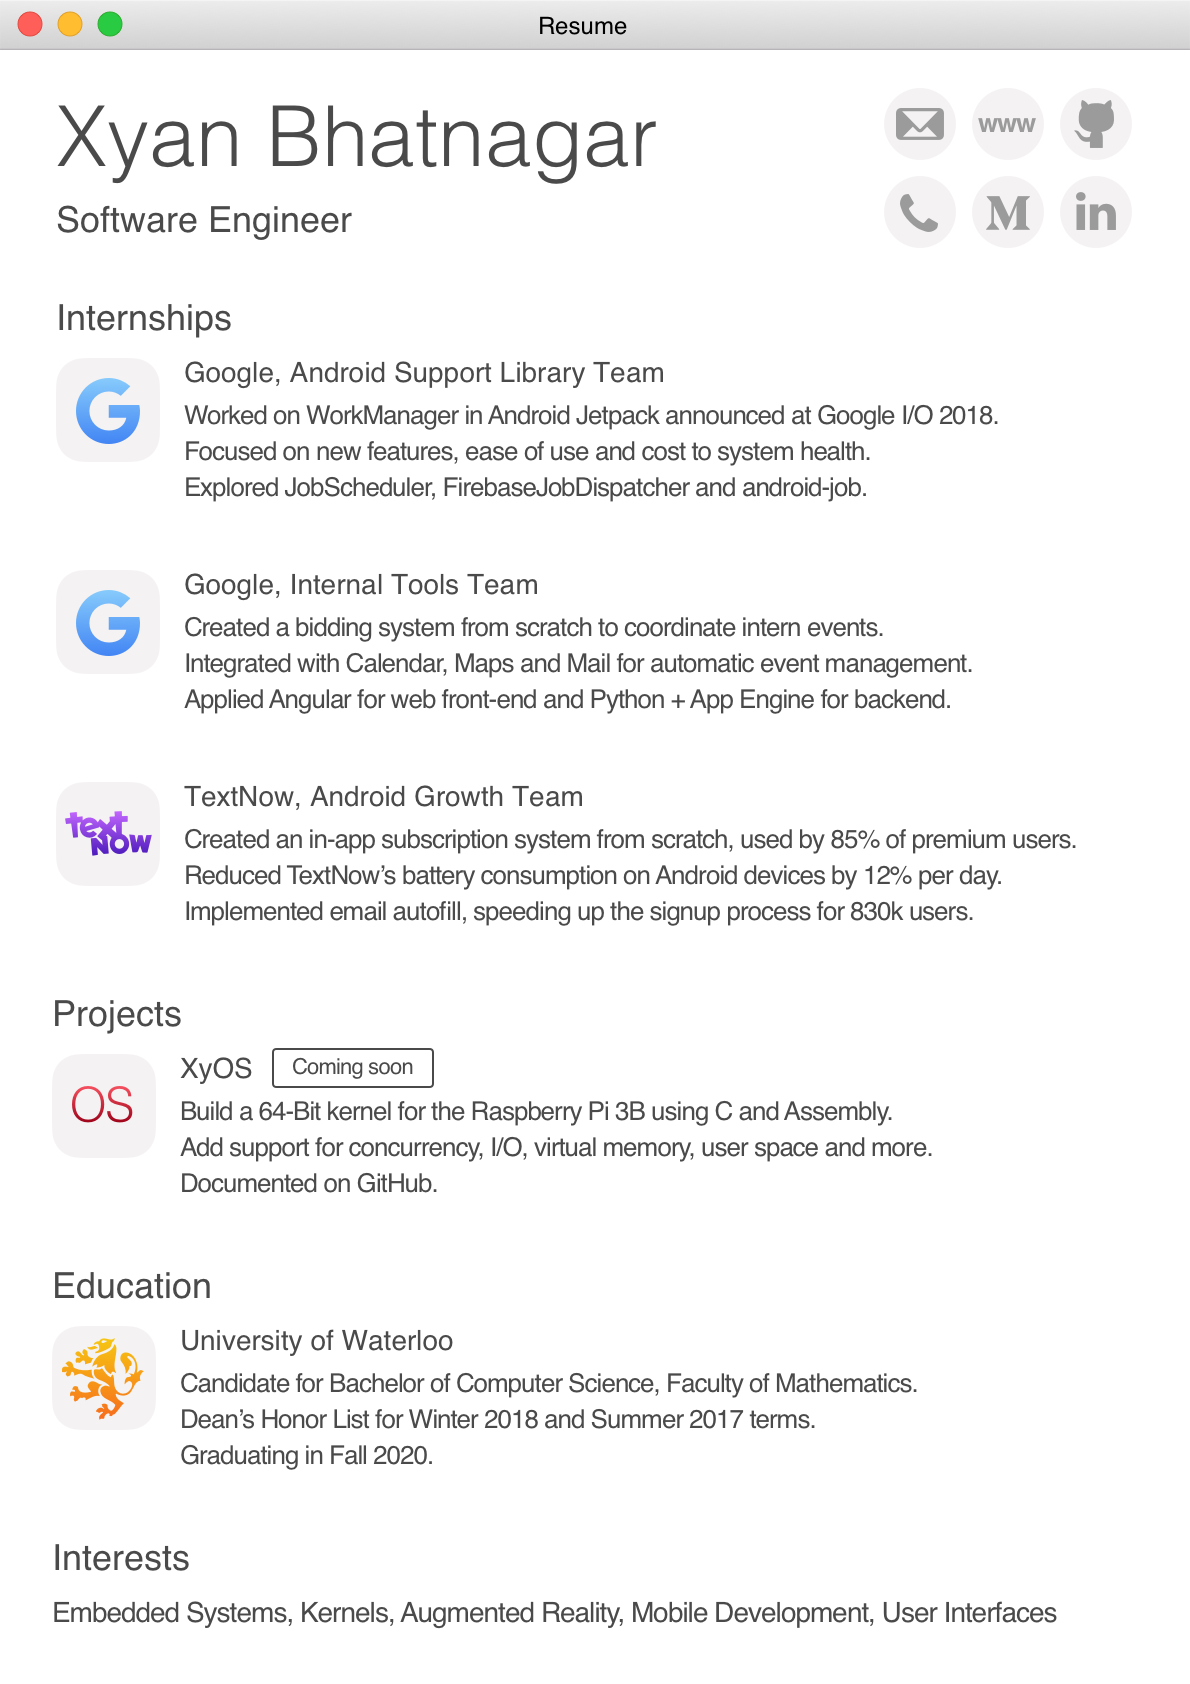 Resume
Xyan Bhatnagar
Software Engineer
www
M
in
Internships
G
Google, Android Support Library Team
Worked on WorkManager in Android Jetpack announced at Google I/O 2018.
Focused on new features, ease of use and cost to system health.
Explored JobScheduler, FirebaseJobDispatcher and android-job.
G
Google, Internal Tools Team
Created a bidding system from scratch to coordinate intern events.
Integrated with Calendar, Maps and Mail for automatic event management.
Applied Angular for web front-end and Python + App Engine for backend.
text
NOW
TextNow, Android Growth Team
Created an in-app subscription system from scratch, used by 85% of premium users.
Reduced TextNow’s battery consumption on Android devices by 12% per day.
Implemented email autofill, speeding up the signup process for 830k users.
Projects
OS
XyOS Coming soon
Build a 64-Bit kernel for the Raspberry Pi 3B using C and Assembly.
Add support for concurrency, I/O, virtual memory, user space and more.
Documented on GitHub.
Education
University of Waterloo
Candidate for Bachelor of Computer Science, Faculty of Mathematics.
Dean’s Honor List for Winter 2018 and Summer 2017 terms.
Graduating in Fall 2020.
Interests
Embedded Systems, Kernels, Augmented Reality, Mobile Development, User Interfaces